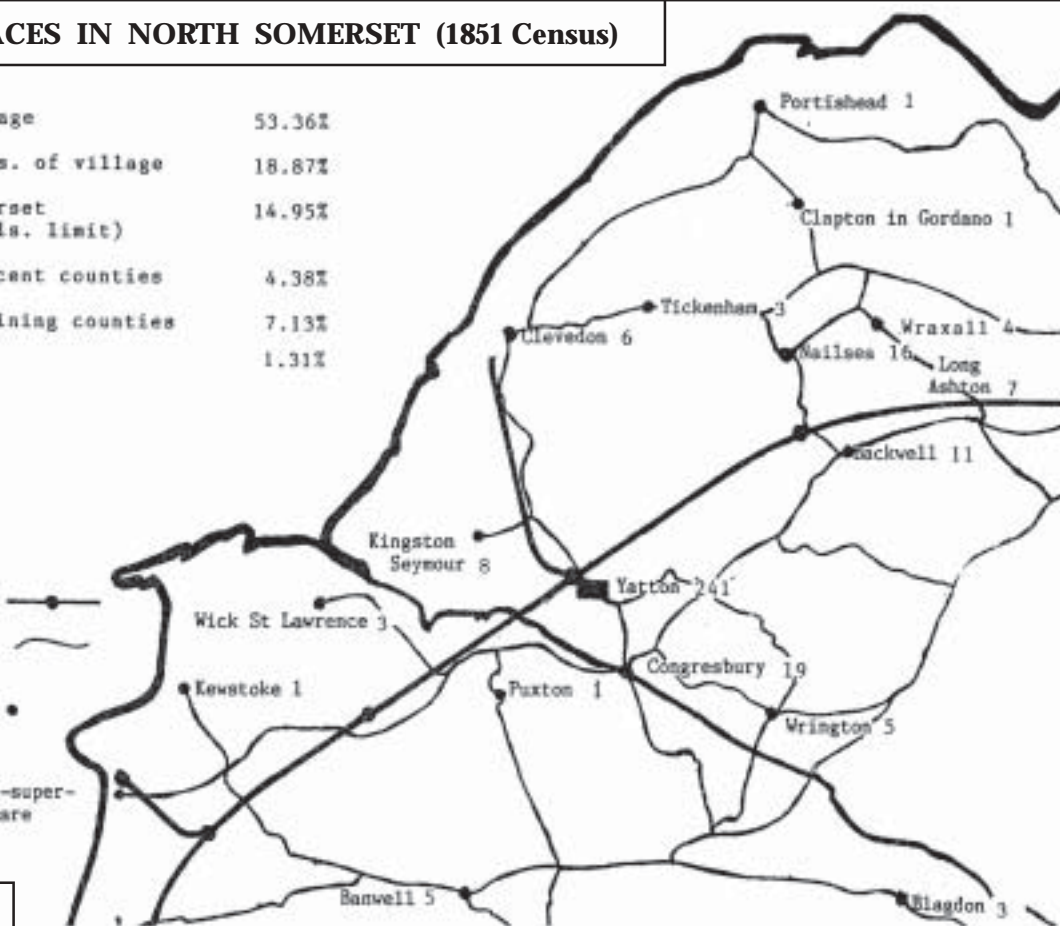 ACES IN NORTH SOMERSET (1851 Census)
age 53.36%
s. of village 18.87%
rset
ls. limit) 14.95%
cent counties 4.38%
ining counties 7.13%
1.31%
Portishead 1
Clapton in Gordano 1
Tickenham 3
Clevedon 6
Wraxall 4
Nailsea 16
Long
Ashton 7
Backwell 11
Kingston
Seymour 8
Yatton 241
Wick St Lawrence 3
Congresbury 19
Kewstoke 1
Puxton 1
Wrington 5
-super-
are
Banwell 5
Blagdon 3